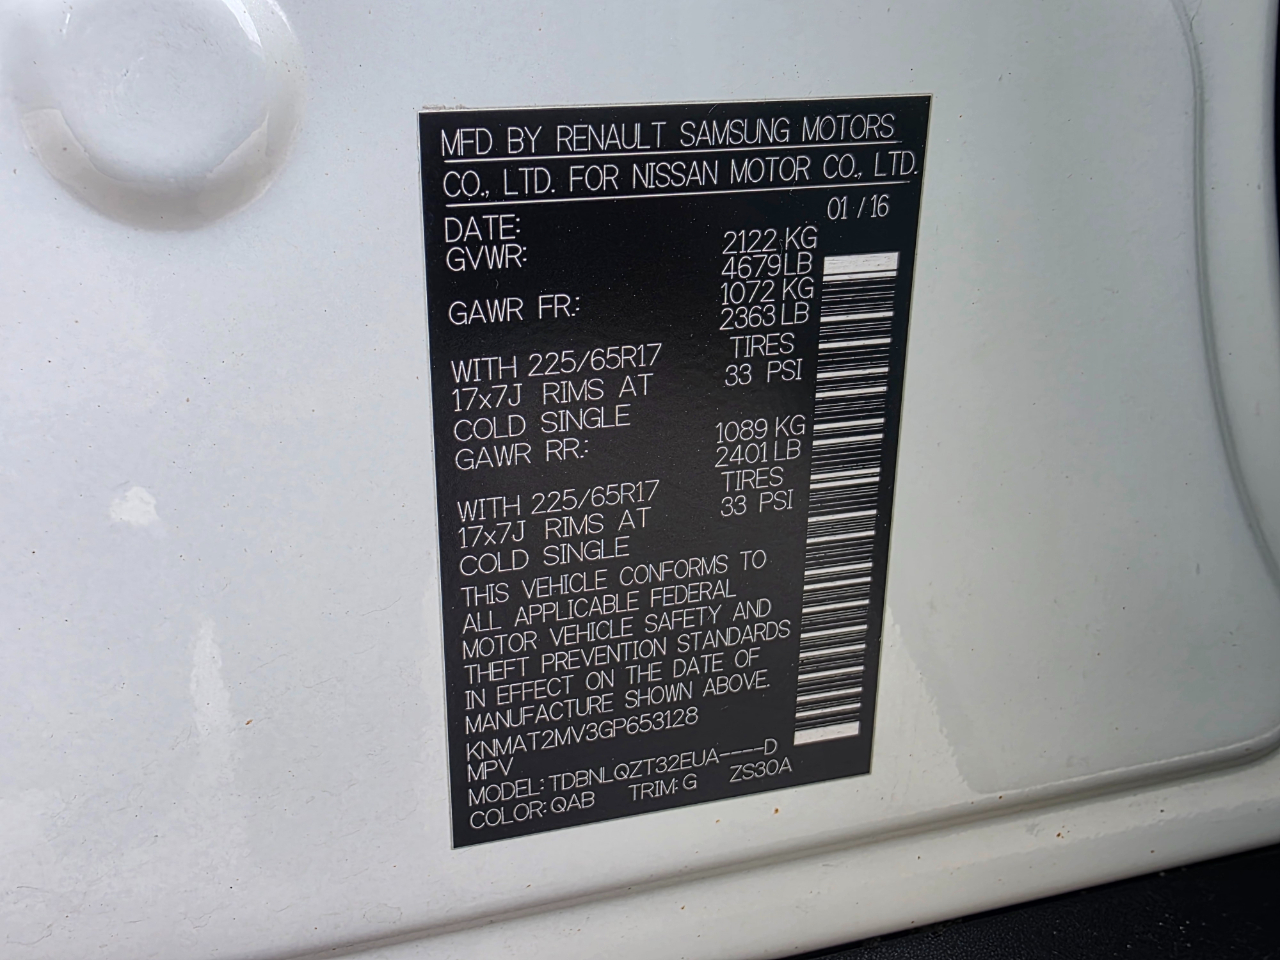 MFD BY RENAULT SAMSUNG MOTORS
CO., LTD. FOR NISSAN MOTOR CO., LTD.
DATE: 01 / 16
GVWR: 2122 KG
4679 LB
GAWR FR.: 1072 KG
2363 LB
WITH 225/65R17 TIRES
17x7J RIMS AT 33 PSI
COLD SINGLE
GAWR RR.: 1089 KG
2401 LB
WITH 225/65R17 TIRES
17x7J RIMS AT 33 PSI
COLD SINGLE
THIS VEHICLE CONFORMS TO
ALL APPLICABLE FEDERAL
MOTOR VEHICLE SAFETY AND
THEFT PREVENTION STANDARDS
IN EFFECT ON THE DATE OF
MANUFACTURE SHOWN ABOVE.
KNMAT2MV3GP653128
MPV
MODEL: TDBNLQZT32EUA----D
COLOR: QAB TRIM: G ZS30A